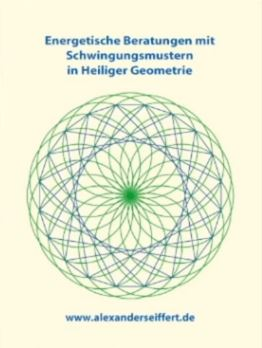 Energetische Beratungen mit
Schwingungsmustern
in Heiliger Geometrie
www.alexanderseiffert.de